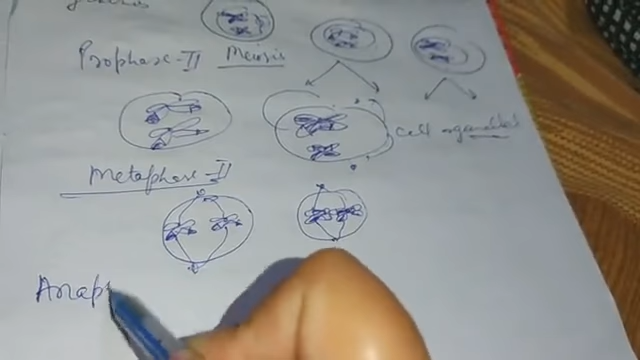 Prophase-II Meiosis
Cell organelles
Metaphase-II
Anap